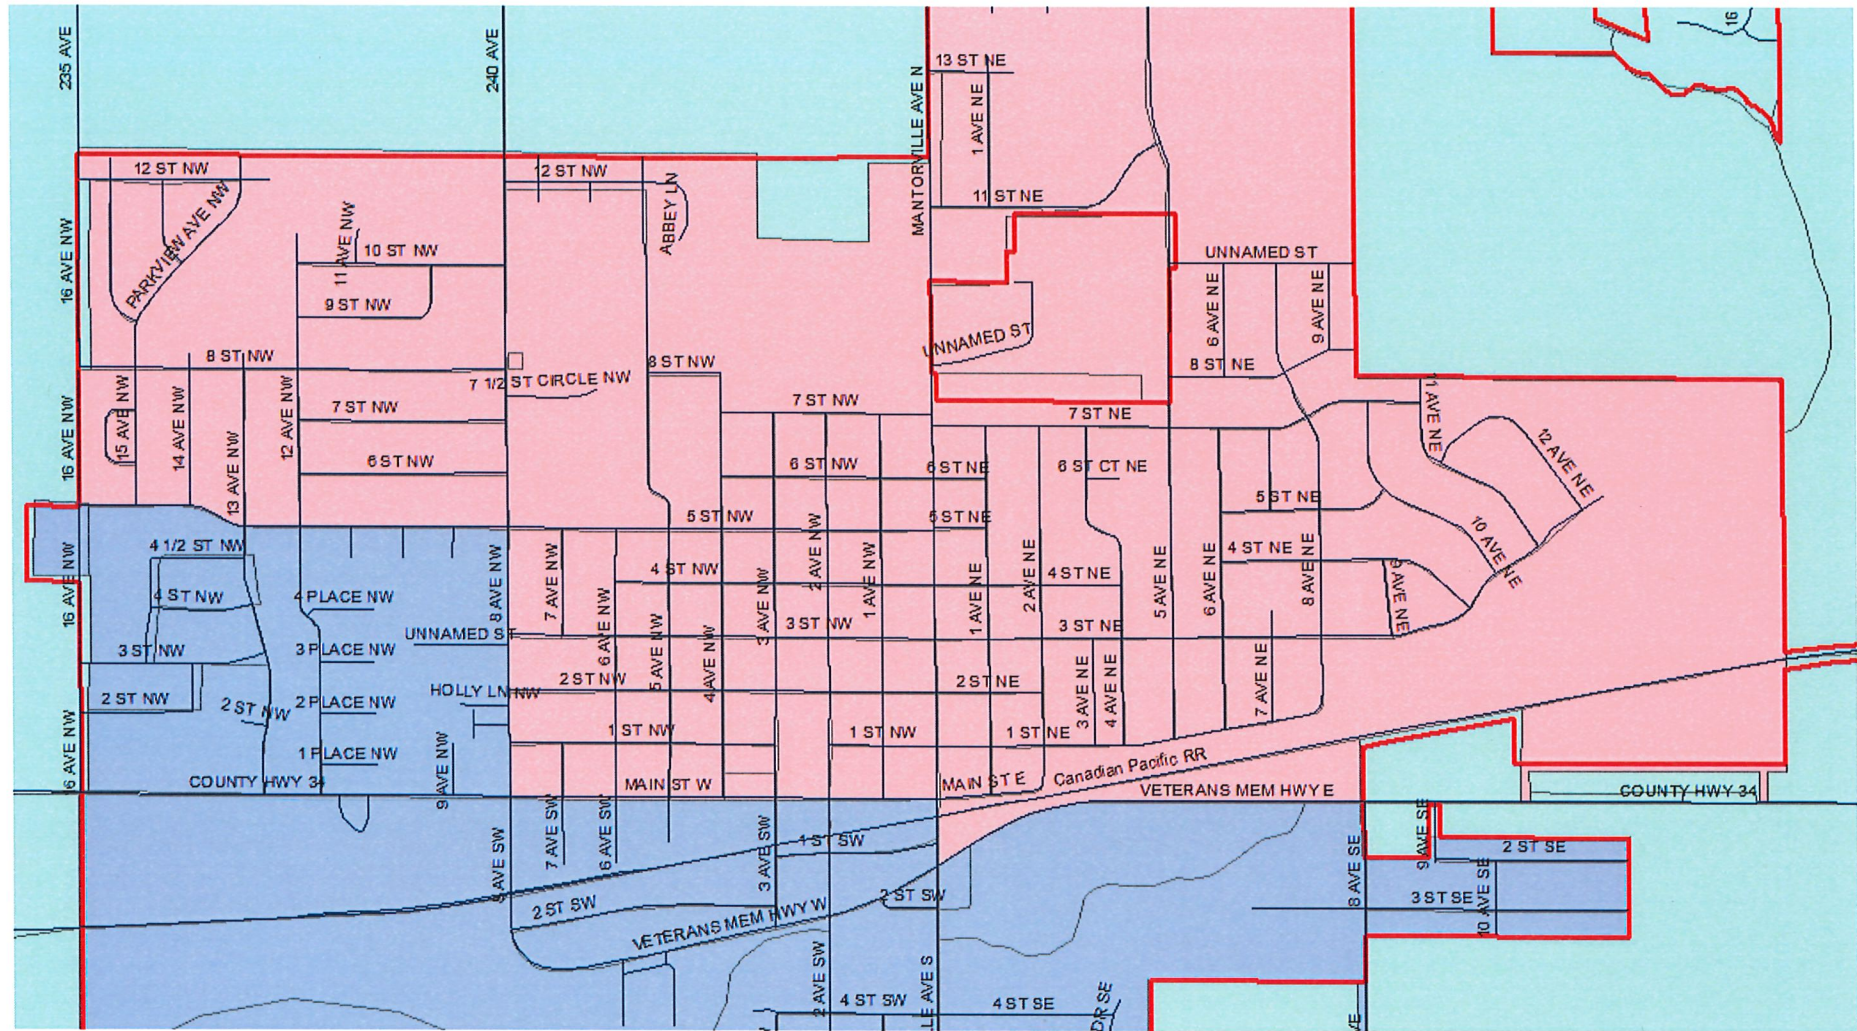 235 AVE
240 AVE
MANTORVILLE AVE N
13 ST NE
1 AVE NE
16
12 ST NW
PARKVIEW AVE NW
12 ST NW
ABBEY LN
11 ST NE
16 AVE NW
11 AVE NW
10 ST NW
9 ST NW
UNNAMED ST
6 AVE NE
9 AVE NE
UNNAMED ST
8 ST NW
7 1/2 ST CIRCLE NW
8 ST NW
8 ST NE
16 AVE NW
15 AVE NW
14 AVE NW
13 AVE NW
12 AVE NW
7 ST NW
7 ST NW
7 ST NE
11 AVE NE
12 AVE NE
6 ST NW
6 ST NW
6 ST NE
6 ST CT NE
5 ST NW
5 ST NE
5 ST NE
10 AVE NE
16 AVE NW
4 1/2 ST NW
4 ST NW
4 PLACE NW
8 AVE NW
7 AVE NW
6 AVE NW
4 ST NW
5 AVE NW
4 AVE NW
3 AVE NW
2 AVE NW
1 AVE NW
1 AVE NE
2 AVE NE
4 ST NE
5 AVE NE
6 AVE NE
4 ST NE
8 AVE NE
9 AVE NE
UNNAMED ST
3 ST NW
3 ST NE
3 ST NW
3 PLACE NW
2 ST NW
2 ST NW
2 PLACE NW
HOLLY LN NW
2 ST NW
2 ST NE
3 AVE NE
4 AVE NE
7 AVE NE
16 AVE NW
1 PLACE NW
9 AVE NW
1 ST NW
1 ST NW
1 ST NE
COUNTY HWY 34
MAIN ST W
MAIN ST E
Canadian Pacific RR
VETERANS MEM HWY E
COUNTY HWY 34
7 AVE SW
6 AVE SW
3 AVE SW
1 ST SW
8 AVE SE
9 AVE SE
2 ST SE
2 ST SW
2 ST SW
VETERANS MEM HWY W
3 ST SE
10 AVE SE
2 AVE SW
LLE AVE S
4 ST SW
4 ST SE
DR SE
VE